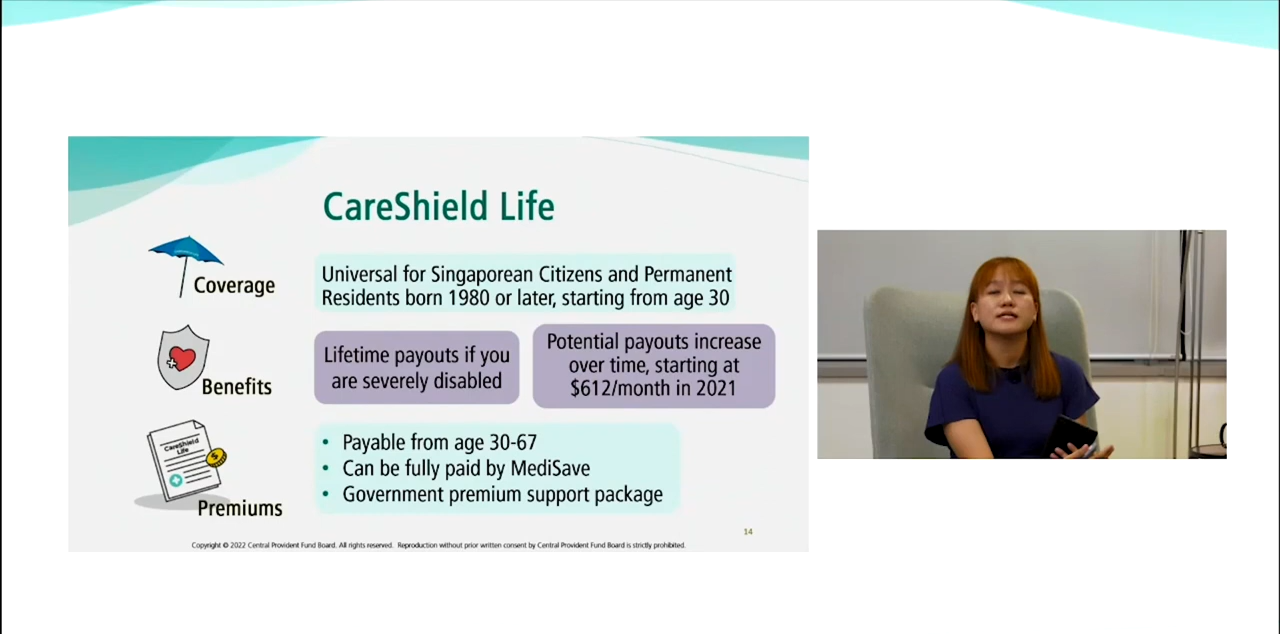 CareShield Life
Coverage
Universal for Singaporean Citizens and Permanent
Residents born 1980 or later, starting from age 30
Benefits
Lifetime payouts if you
are severely disabled
Potential payouts increase
over time, starting at
$612/month in 2021
CareShield
Life
$
Premiums
• Payable from age 30-67
• Can be fully paid by MediSave
• Government premium support package
14
Copyright © 2022 Central Provident Fund Board. All rights reserved. Reproduction without prior written consent by Central Provident Fund Board is strictly prohibited.